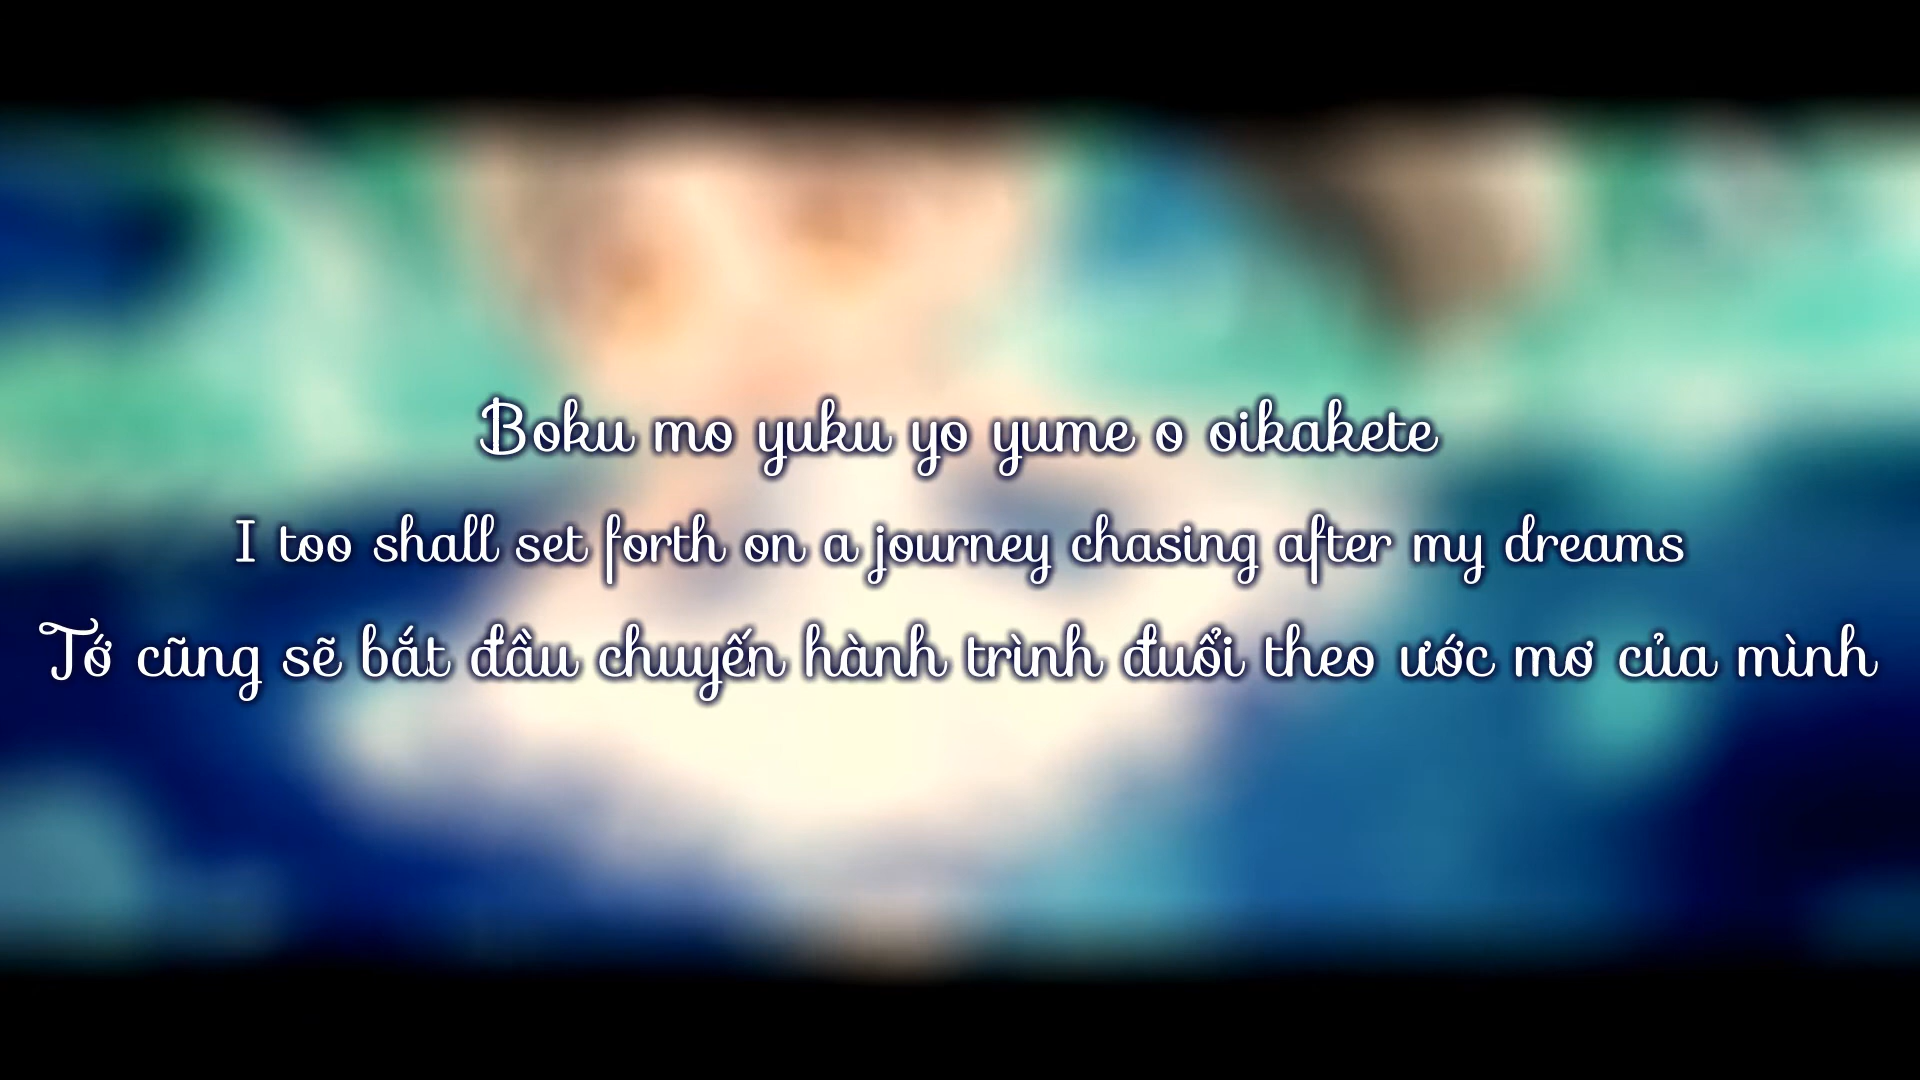 Boku mo yuku yo yume o oikakete
I too shall set forth on a journey chasing after my dreams
Tớ cũng sẽ bắt đầu chuyến hành trình đuổi theo ước mơ của mình